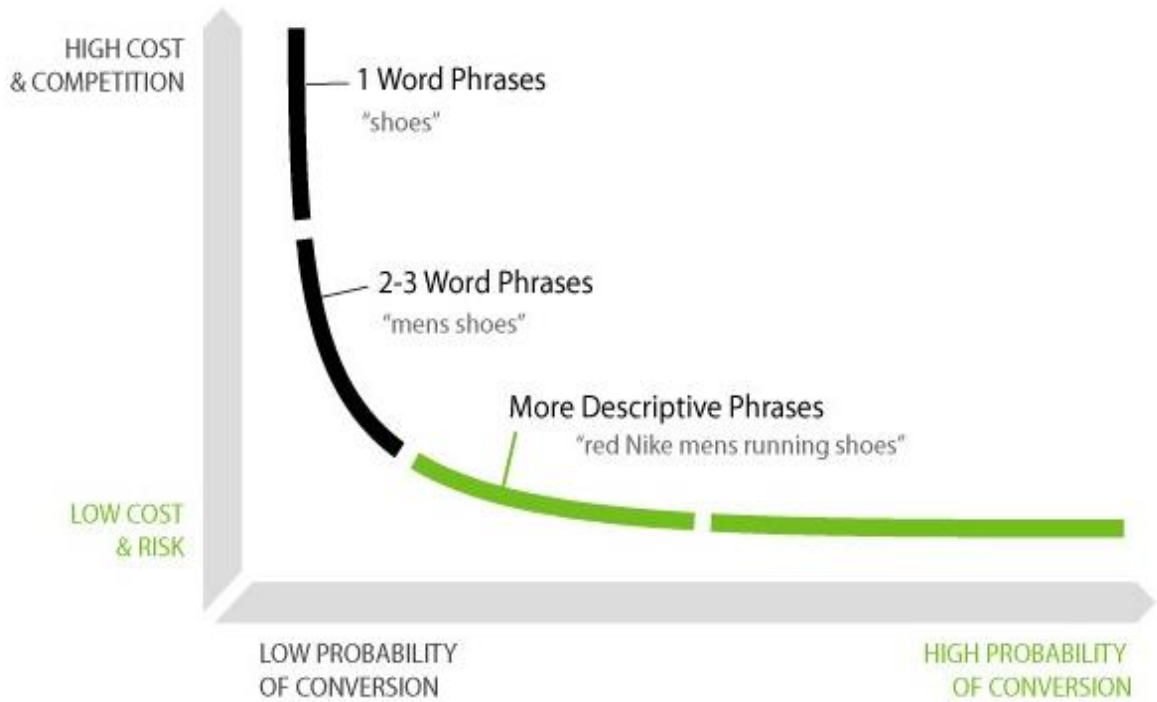 HIGH COST
& COMPETITION
1 Word Phrases
"shoes"
2-3 Word Phrases
"mens shoes"
More Descriptive Phrases
"red Nike mens running shoes"
LOW COST
& RISK
LOW PROBABILITY
OF CONVERSION
HIGH PROBABILITY
OF CONVERSION